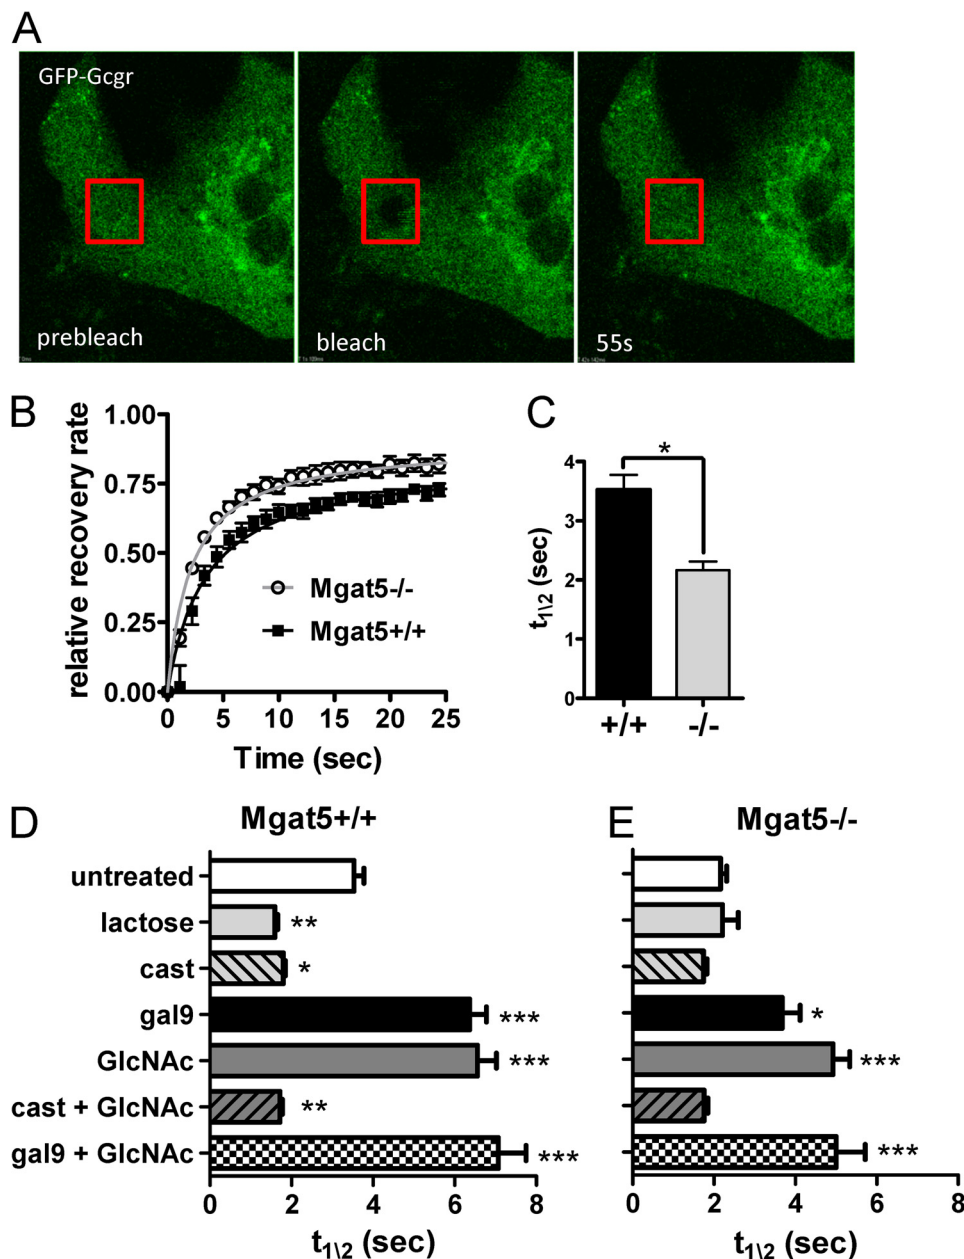 A
GFP-Gcgr
prebleach
bleach
55s
B
relative recovery rate
1.00
0.75
0.50
0.25
0.00
Mgat5-/-
Mgat5+/+
0 5 10 15 20 25
Time (sec)
C
*
t1\2 (sec)
4
3
2
1
0
+/+ -/-
D Mgat5+/+
untreated
lactose **
cast *
gal9 ***
GlcNAc ***
cast + GlcNAc **
gal9 + GlcNAc ***
0 2 4 6 8
t1\2 (sec)
E Mgat5-/-
*
***
***
0 2 4 6 8
t1\2 (sec)